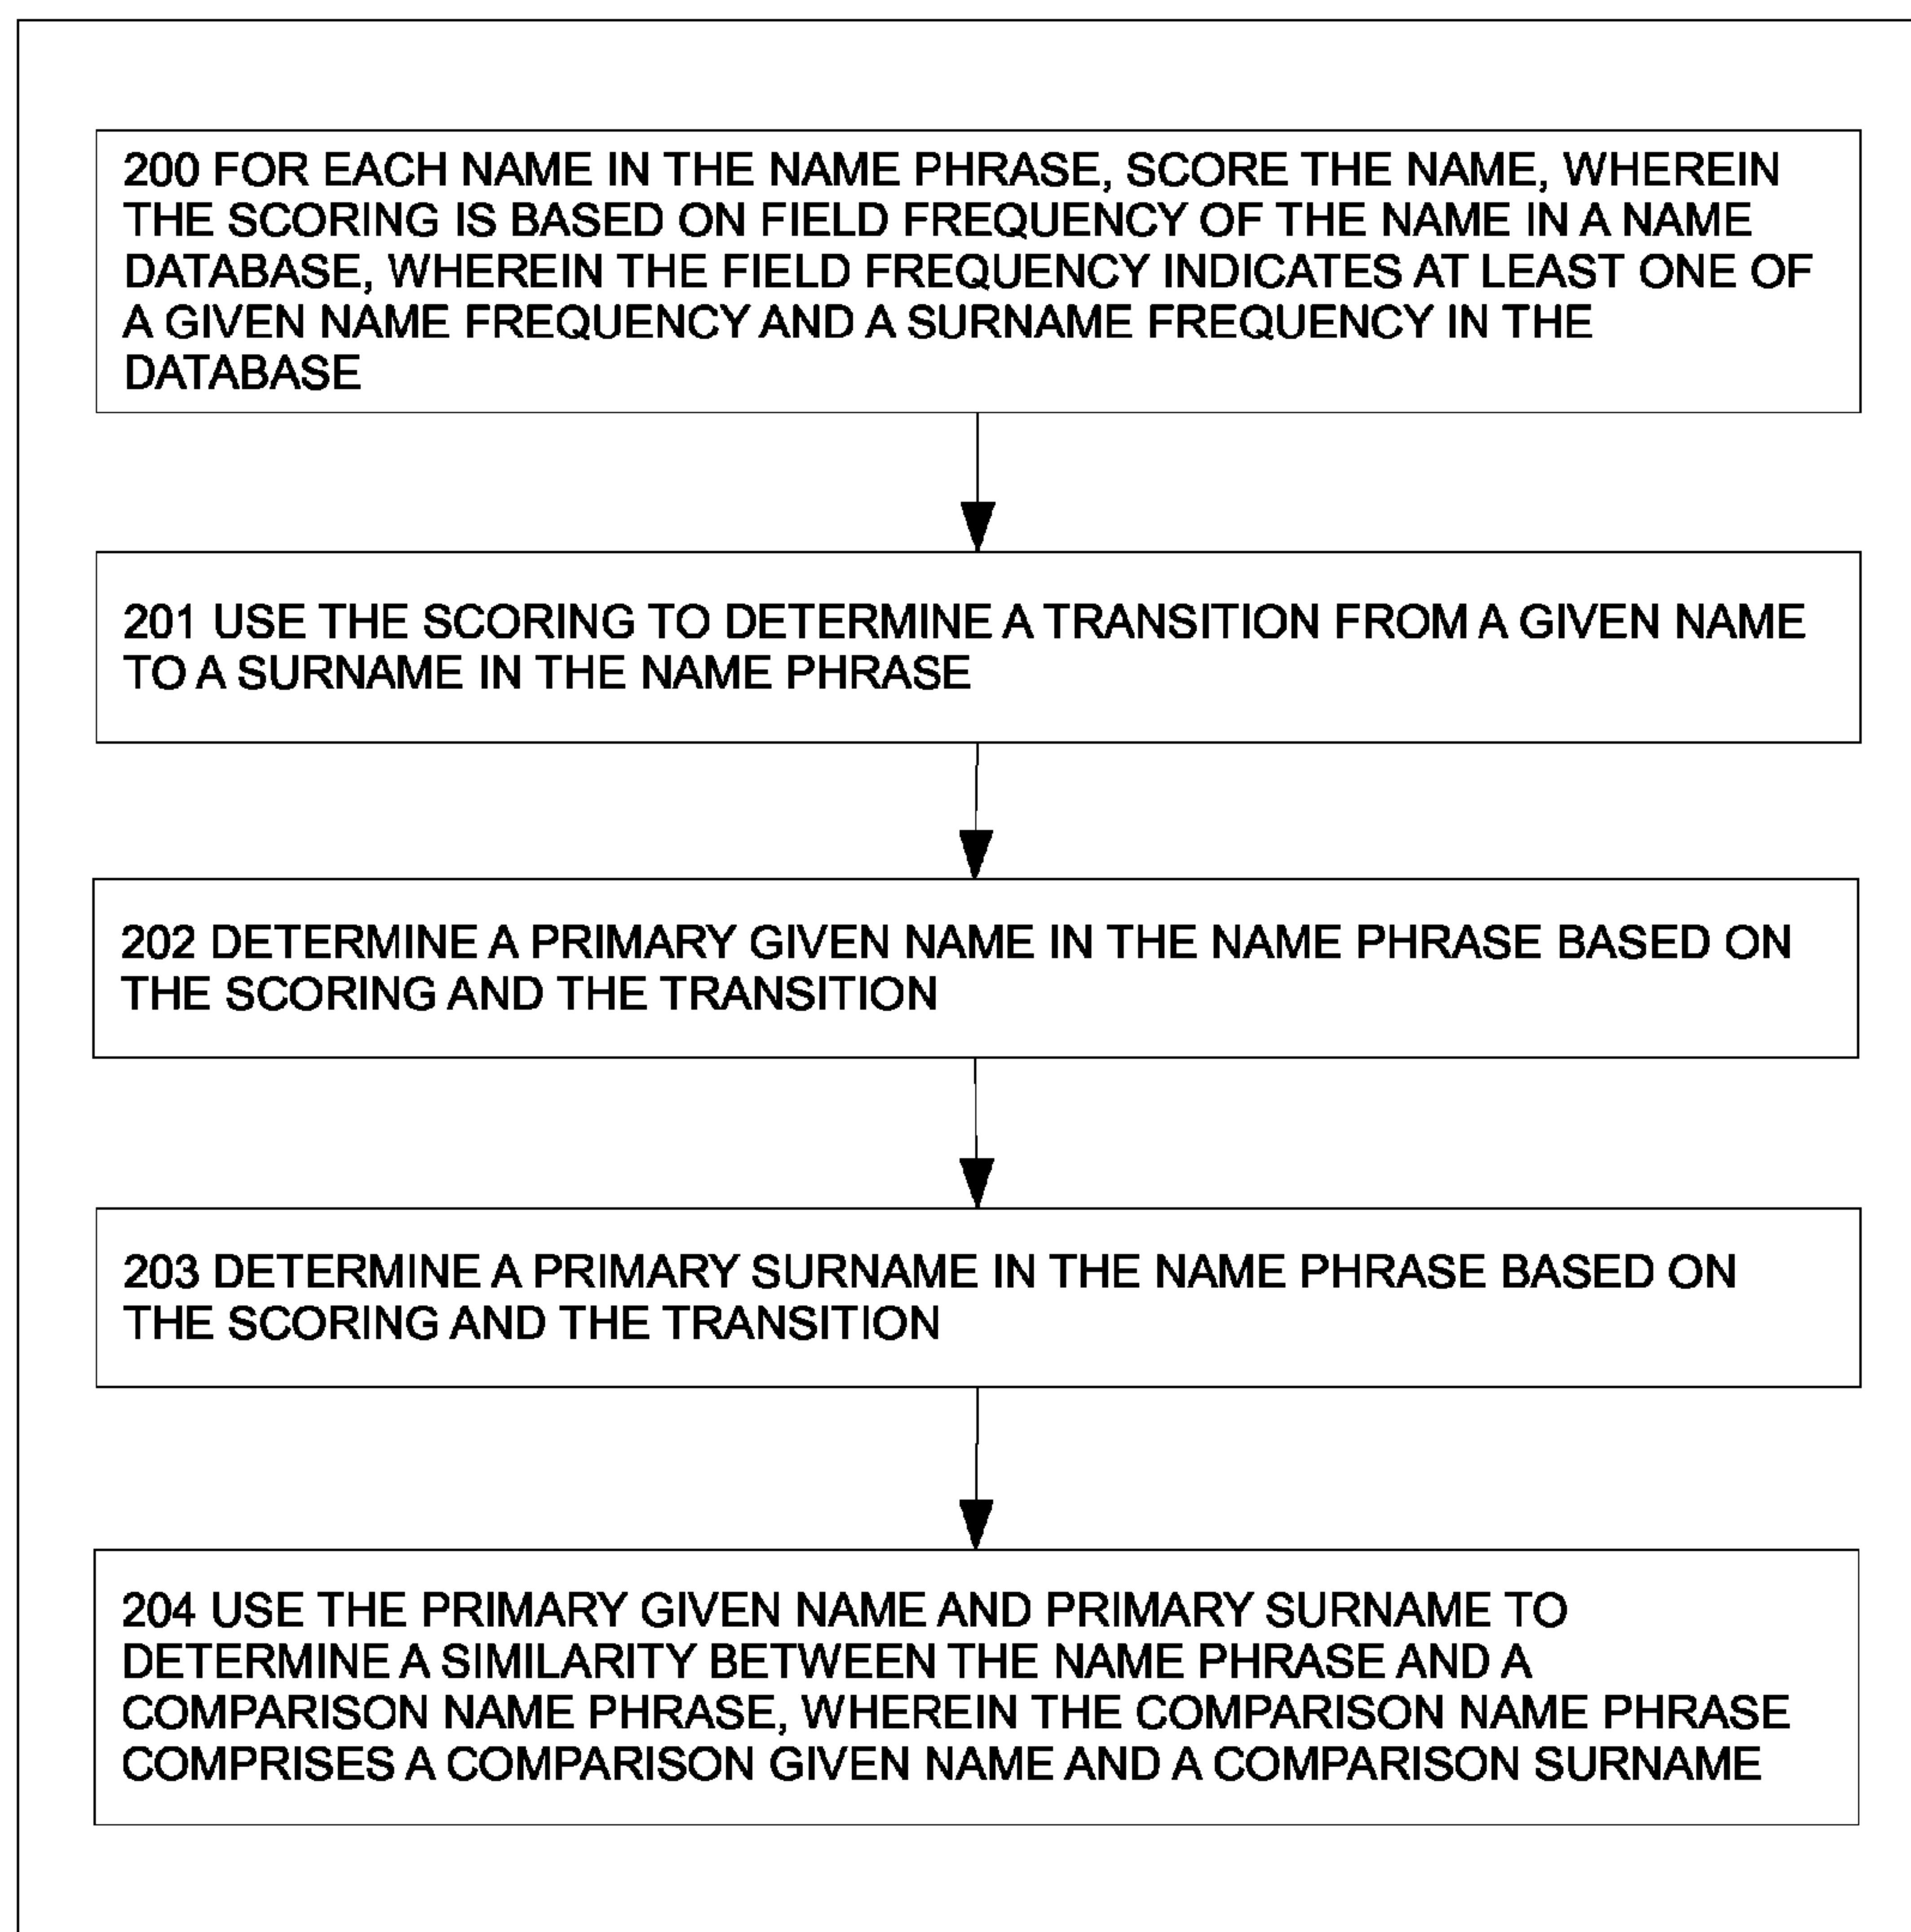 200 FOR EACH NAME IN THE NAME PHRASE, SCORE THE NAME, WHEREIN
THE SCORING IS BASED ON FIELD FREQUENCY OF THE NAME IN A NAME
DATABASE, WHEREIN THE FIELD FREQUENCY INDICATES AT LEAST ONE OF
A GIVEN NAME FREQUENCY AND A SURNAME FREQUENCY IN THE
DATABASE
201 USE THE SCORING TO DETERMINE A TRANSITION FROM A GIVEN NAME
TO A SURNAME IN THE NAME PHRASE
202 DETERMINE A PRIMARY GIVEN NAME IN THE NAME PHRASE BASED ON
THE SCORING AND THE TRANSITION
203 DETERMINE A PRIMARY SURNAME IN THE NAME PHRASE BASED ON
THE SCORING AND THE TRANSITION
204 USE THE PRIMARY GIVEN NAME AND PRIMARY SURNAME TO
DETERMINE A SIMILARITY BETWEEN THE NAME PHRASE AND A
COMPARISON NAME PHRASE, WHEREIN THE COMPARISON NAME PHRASE
COMPRISES A COMPARISON GIVEN NAME AND A COMPARISON SURNAME